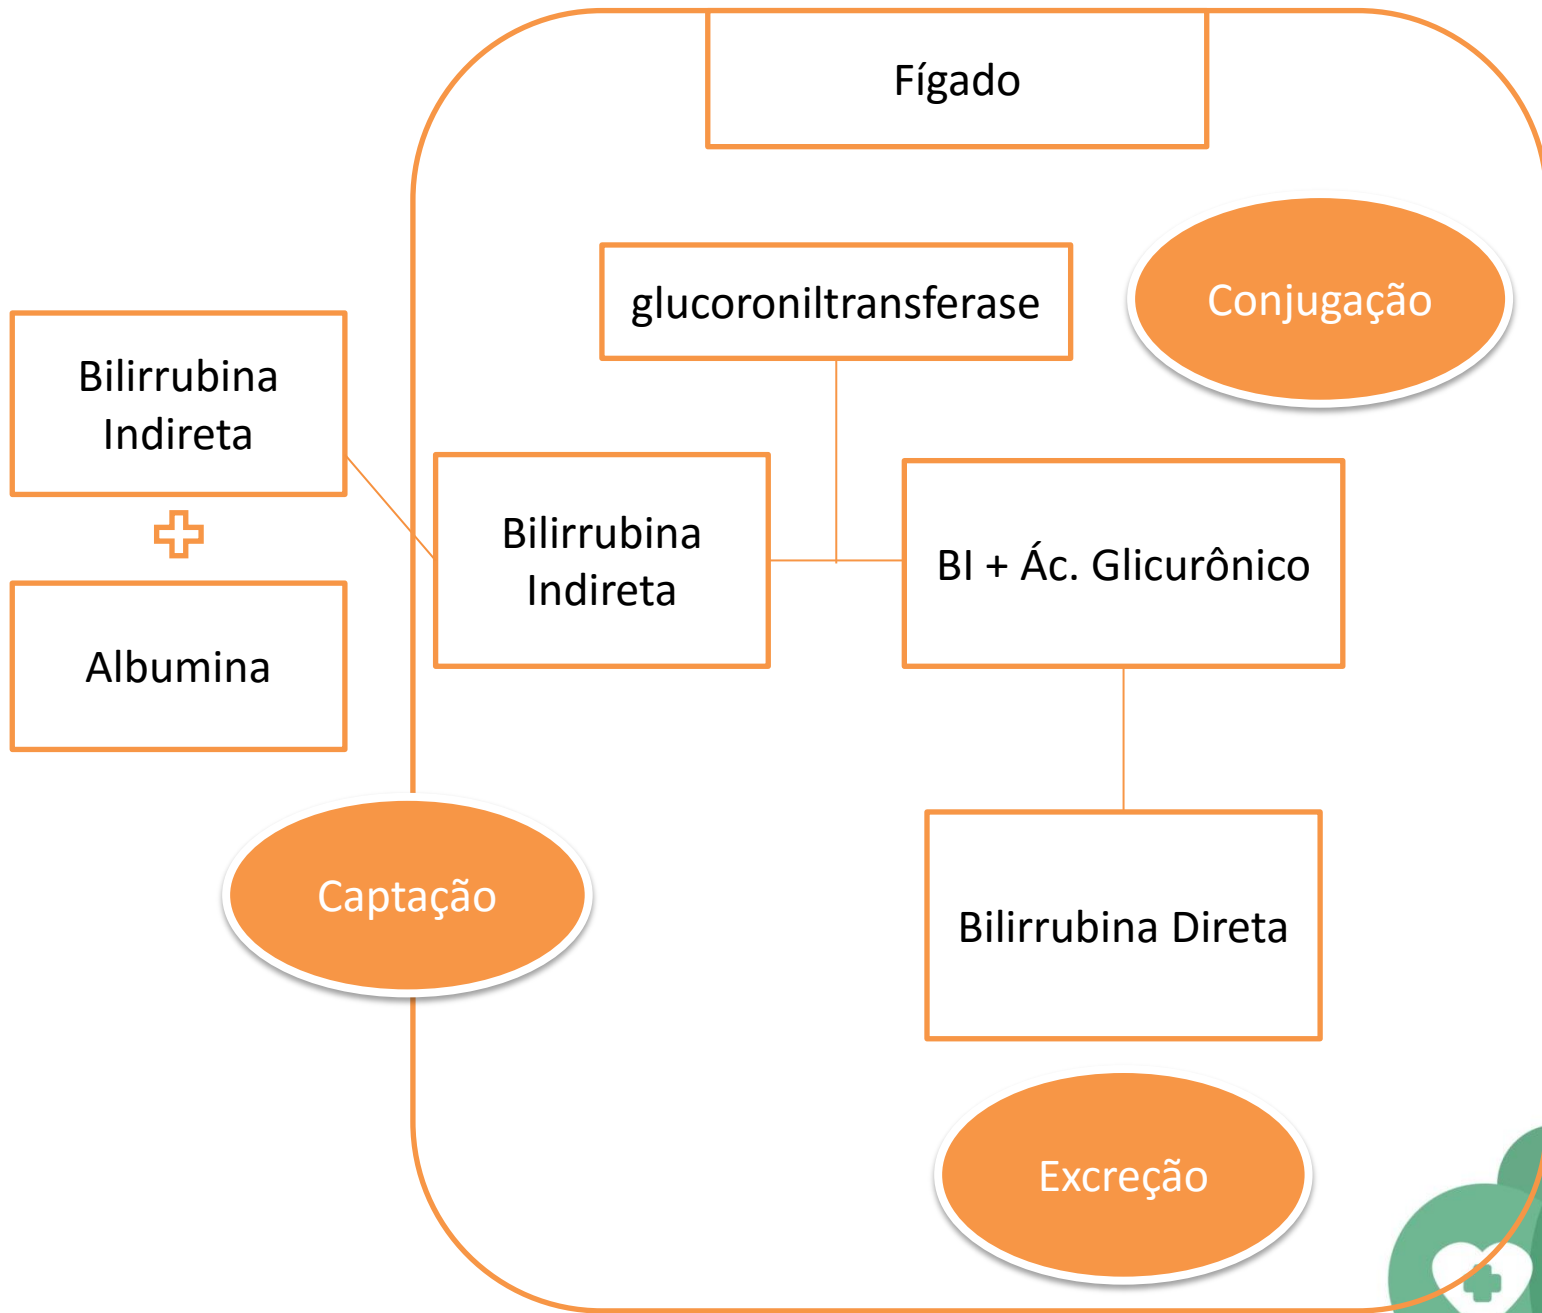 Fígado
glucoroniltransferase
Conjugação
Bilirrubina
Indireta
Albumina
Bilirrubina
Indireta
BI + Ác. Glicurônico
Captação
Bilirrubina Direta
Excreção